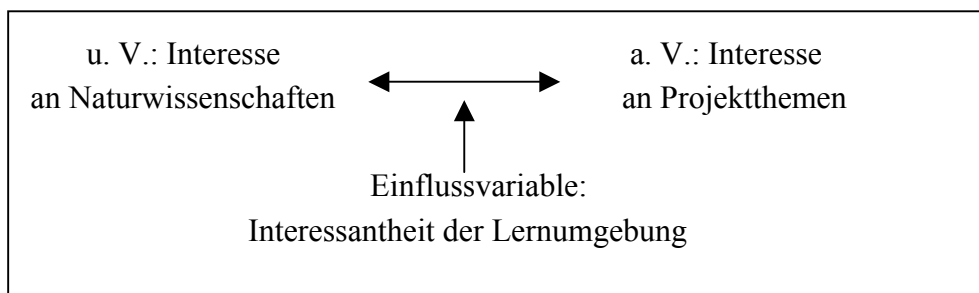 u. V.: Interesse
an Naturwissenschaften
a. V.: Interesse
an Projektthemen
Einflussvariable:
Interessantheit der Lernumgebung